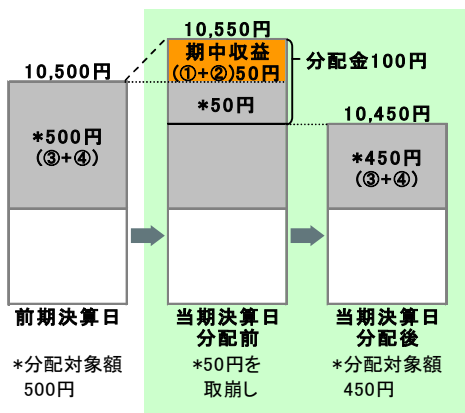 10,500円
*500円
(③+④)
前期決算日
*分配対象額
500円
10,550円
期中収益
(①+②)50円
*50円
分配金100円
当期決算日
分配前
*50円を
取崩し
10,450円
*450円
(③+④)
当期決算日
分配後
*分配対象額
450円